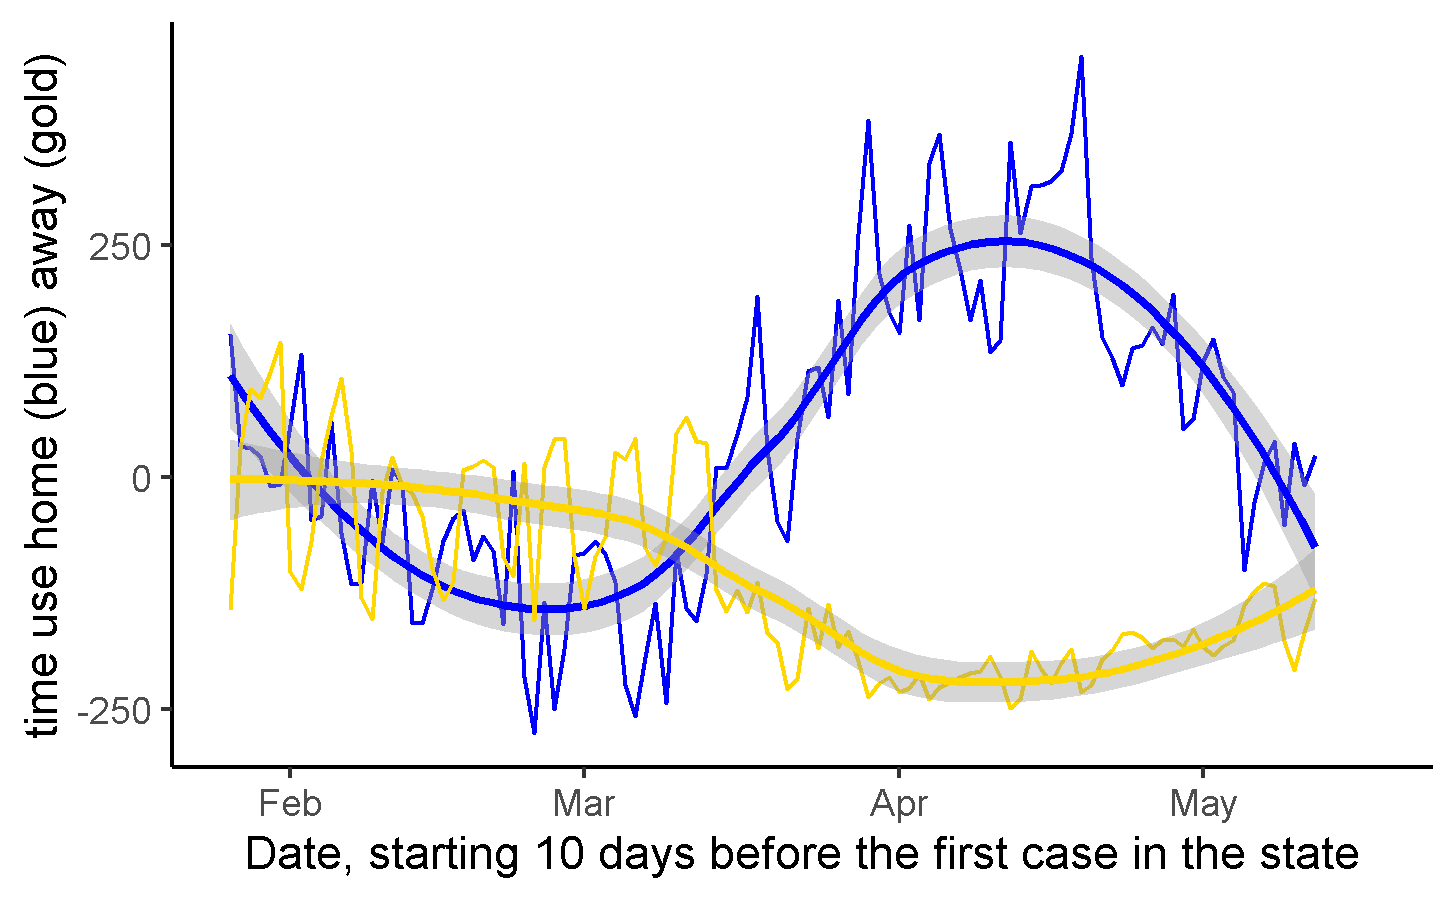 time use home (blue) away (gold)
250
0
-250
Feb
Mar
Apr
May
Date, starting 10 days before the first case in the state